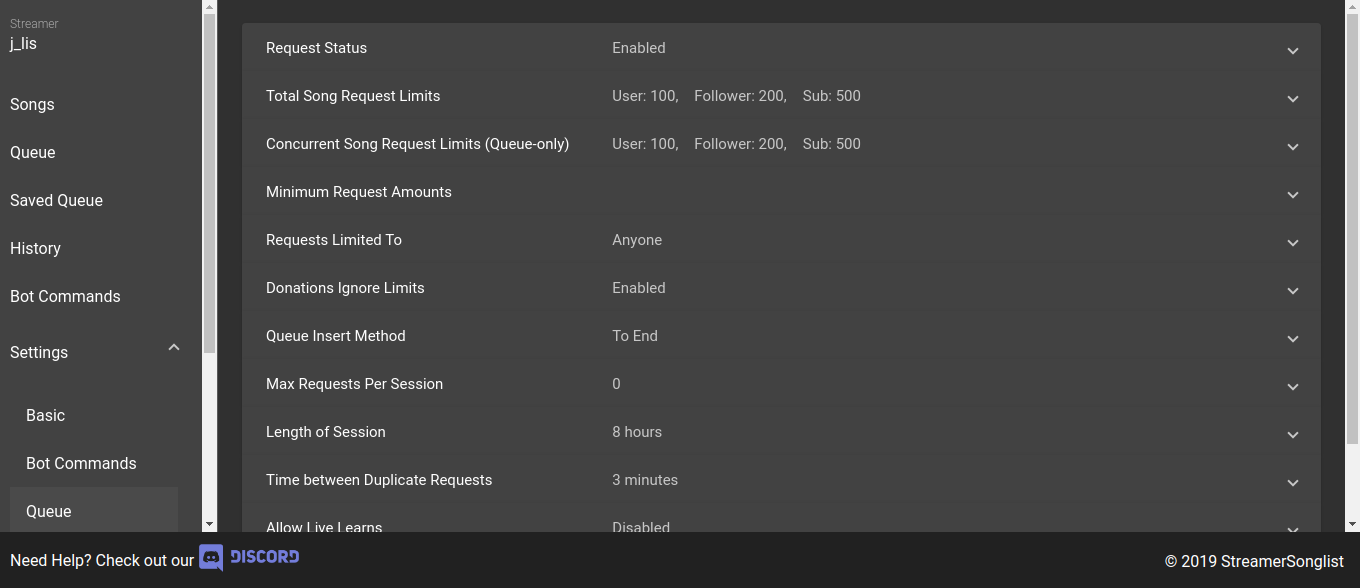 Streamer
j_lis
Songs
Queue
Saved Queue
History
Bot Commands
Settings
Basic
Bot Commands
Queue
Request Status Enabled
Total Song Request Limits User: 100, Follower: 200, Sub: 500
Concurrent Song Request Limits (Queue-only) User: 100, Follower: 200, Sub: 500
Minimum Request Amounts
Requests Limited To Anyone
Donations Ignore Limits Enabled
Queue Insert Method To End
Max Requests Per Session 0
Length of Session 8 hours
Time between Duplicate Requests 3 minutes
Allow Live Learns Disabled
Need Help? Check out our DISCORD
© 2019 StreamerSonglist